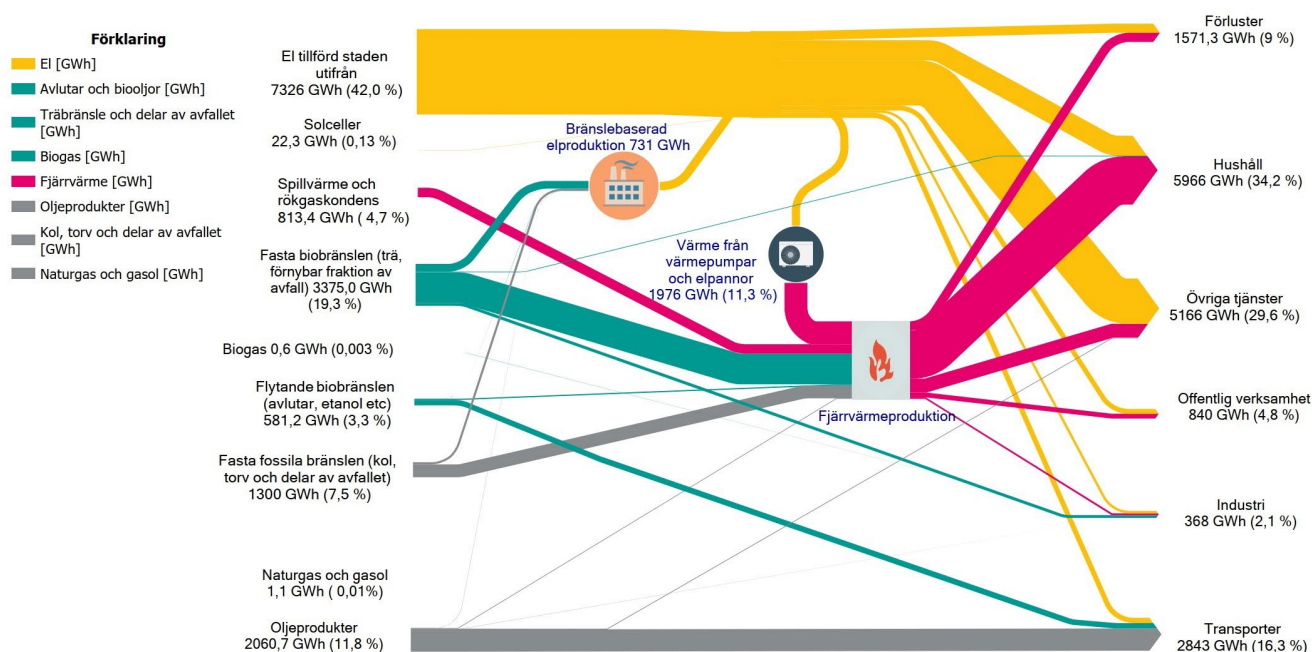 Förklaring
El [GWh]
Avlutar och biooljor [GWh]
Träbränsle och delar av avfallet
[GWh]
Biogas [GWh]
Fjärrvärme [GWh]
Oljeprodukter [GWh]
Kol, torv och delar av avfallet
[GWh]
Naturgas och gasol [GWh]
El tillförd staden
utifrån
7326 GWh (42,0 %)
Solceller
22,3 GWh (0,13 %)
Spillvärme och
rökgaskondens
813,4 GWh ( 4,7 %)
Fasta biobränslen (trä,
förnybar fraktion av
avfall) 3375,0 GWh
(19,3 %)
Biogas 0,6 GWh (0,003 %)
Flytande biobränslen
(avlutar, etanol etc)
581,2 GWh (3,3 %)
Fasta fossila bränslen (kol,
torv och delar av avfallet)
1300 GWh (7,5 %)
Naturgas och gasol
1,1 GWh ( 0,01%)
Oljeprodukter
2060,7 GWh (11,8 %)
Bränslebaserad
elproduktion 731 GWh
Värme från
värmepumpar
och elpannor
1976 GWh (11,3 %)
Fjärrvärmeproduktion
Förluster
1571,3 GWh (9 %)
Hushåll
5966 GWh (34,2 %)
Övriga tjänster
5166 GWh (29,6 %)
Offentlig verksamhet
840 GWh (4,8 %)
Industri
368 GWh (2,1 %)
Transporter
2843 GWh (16,3 %)